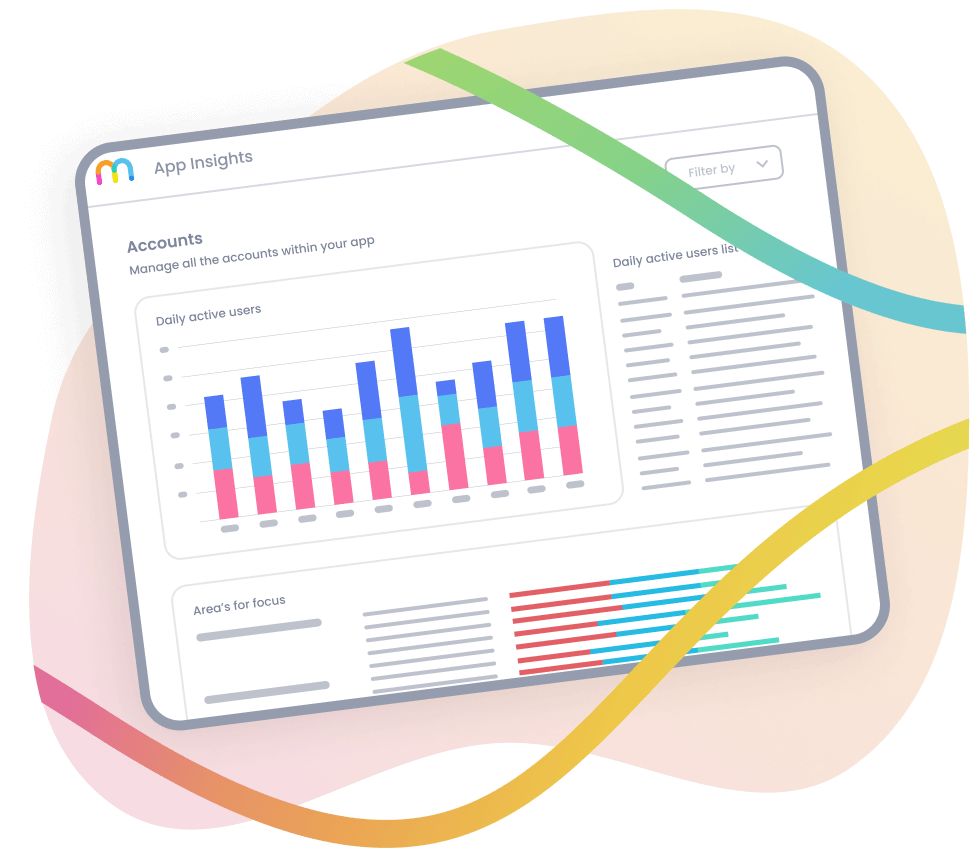 App Insights
Filter by
Accounts
Manage all the accounts within your app
Daily active users
Daily active users list
Area's for focus